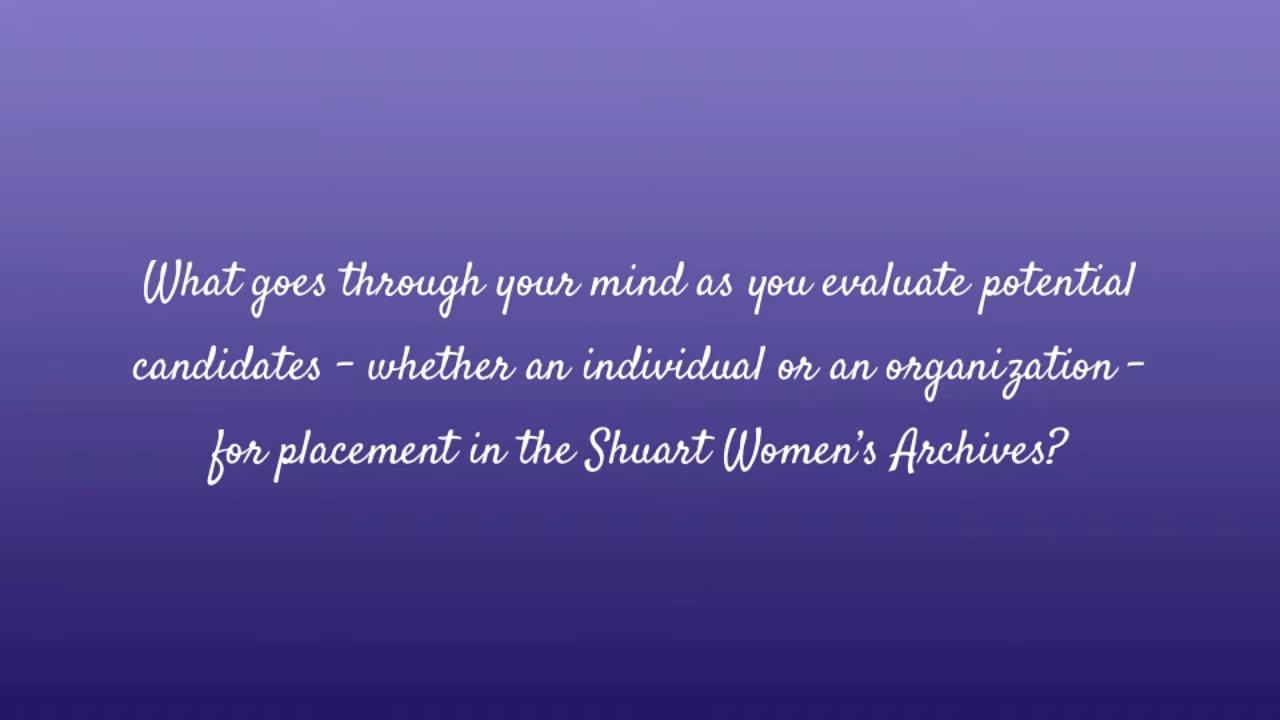 What goes through your mind as you evaluate potential
candidates - whether an individual or an organization -
for placement in the Shuart Women's Archives?